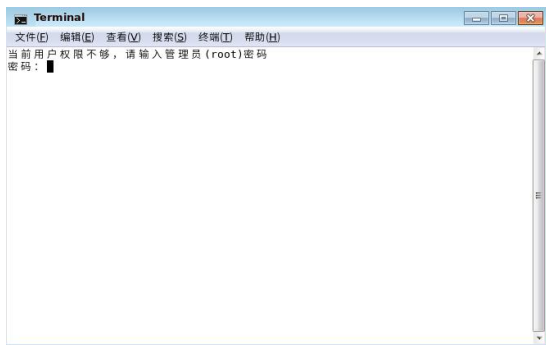 Terminal
文件(F) 编辑(E) 查看(V) 搜索(S) 终端(T) 帮助(H)
当前用户权限不够，请输入管理员(root)密码
密码：